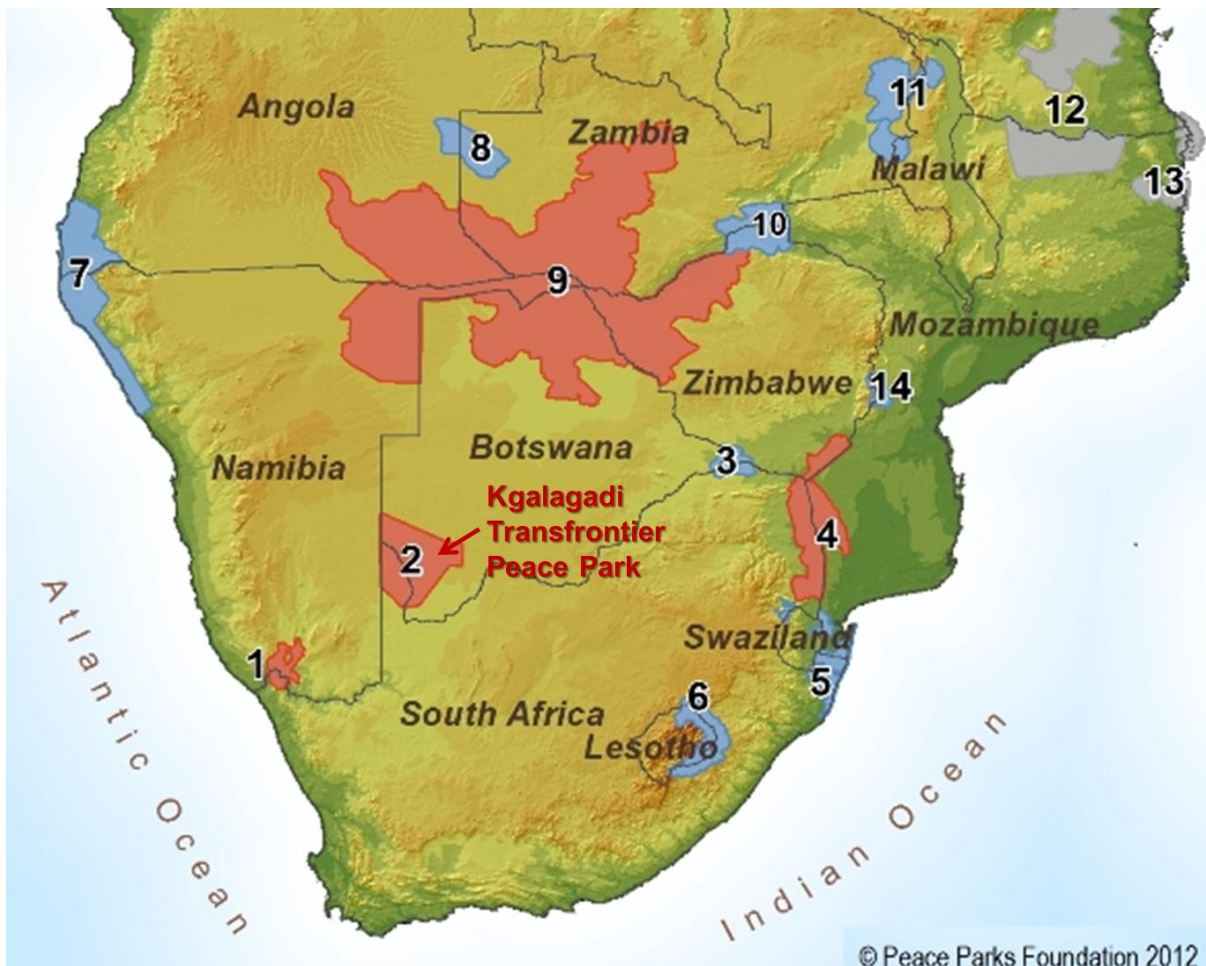 Angola
Zambia
11
12
8
Malawi
13
10
7
9
Mozambique
Zimbabwe
14
Botswana
3
Namibia
Kgalagadi
Transfrontier
Peace Park
2
4
Swaziland
1
5
6
South Africa
Lesotho
Atlantic Ocean
Indian Ocean
© Peace Parks Foundation 2012